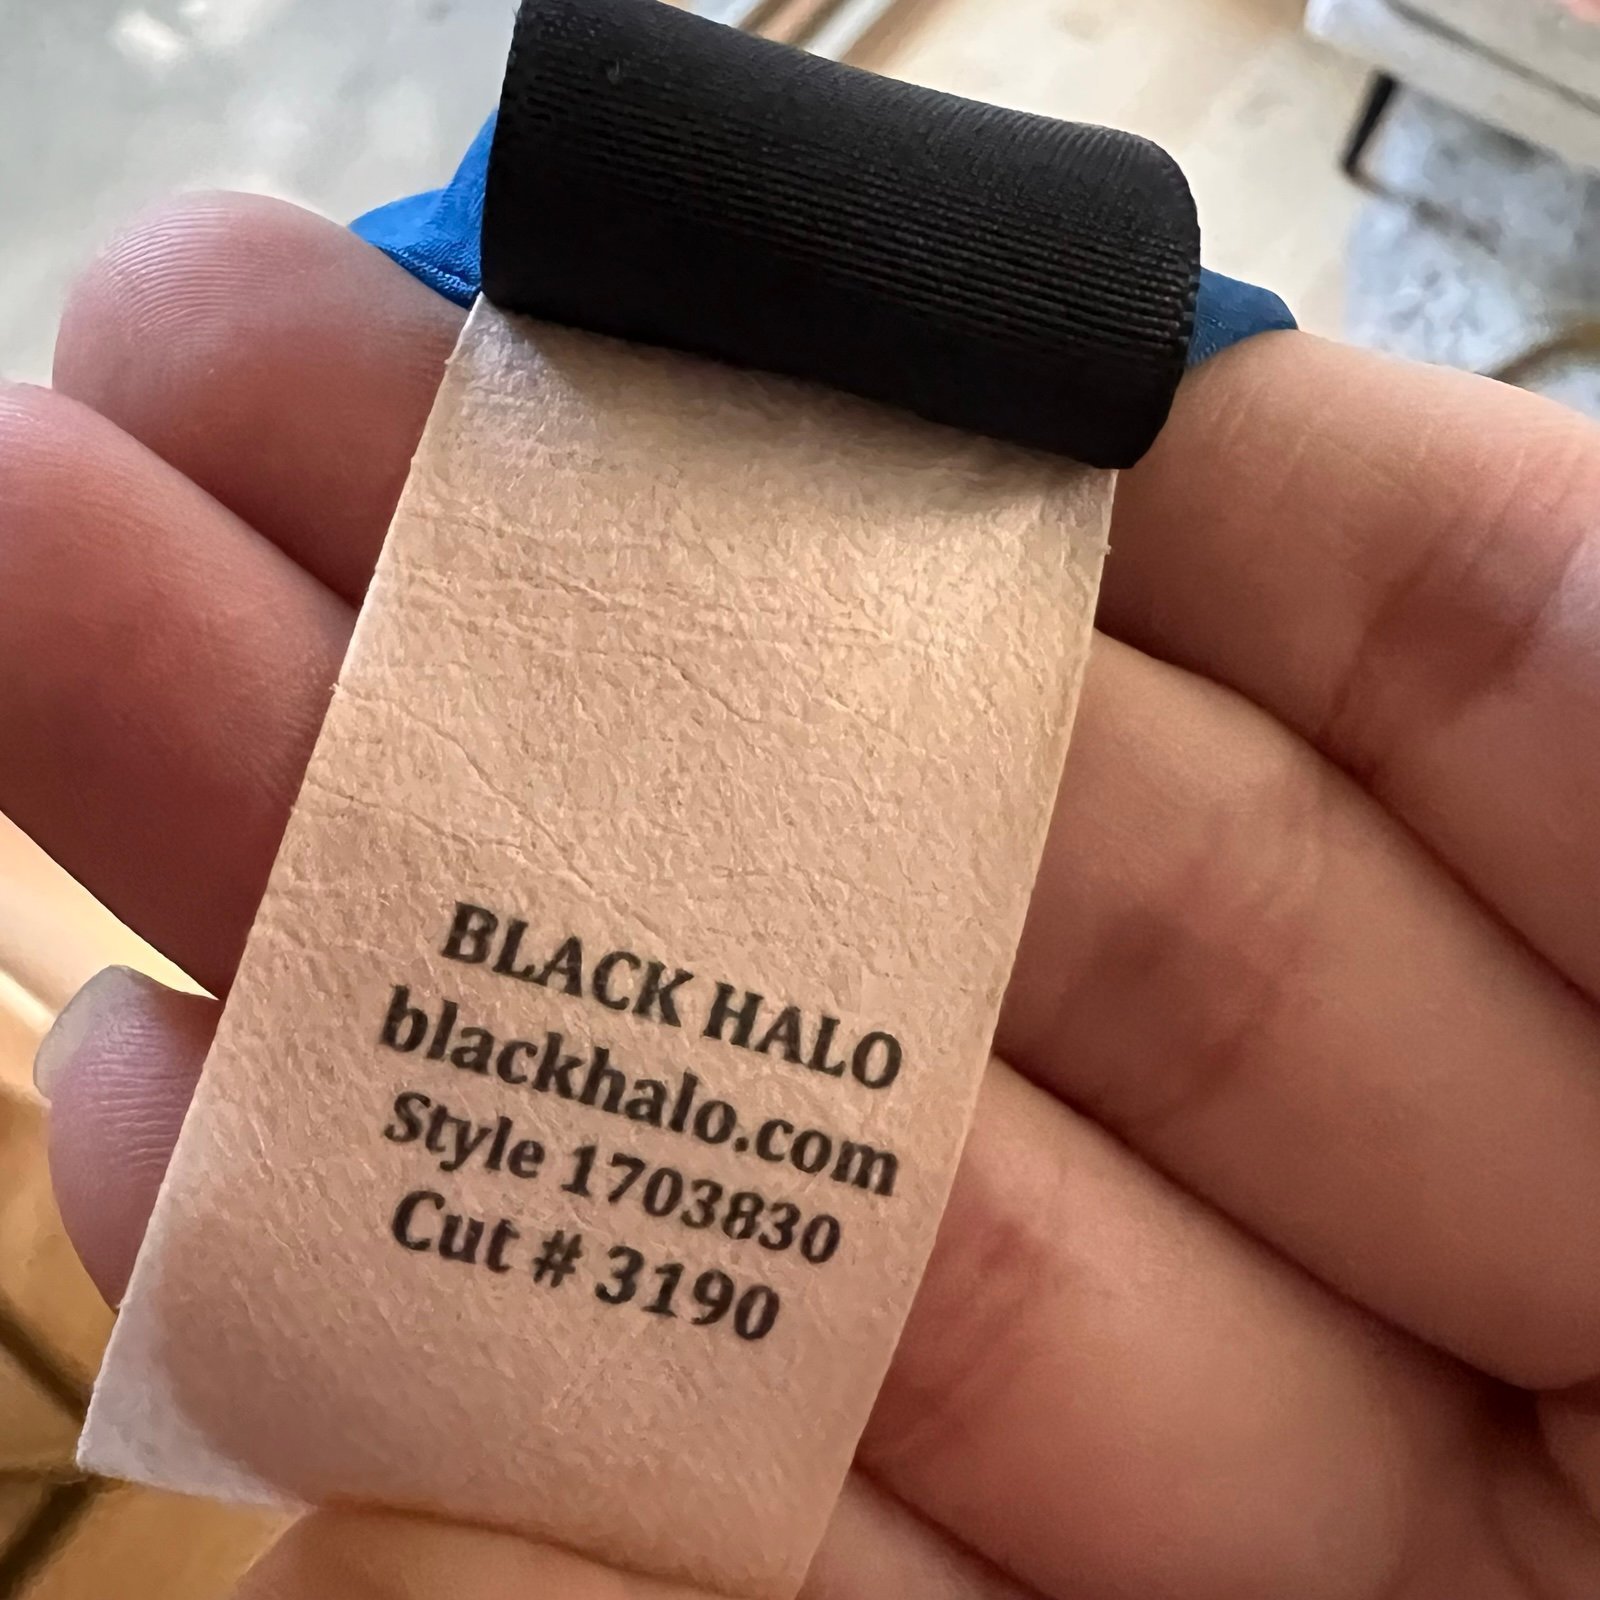 BLACK HALO
blackhalo.com
Style 1703830
Cut # 3190